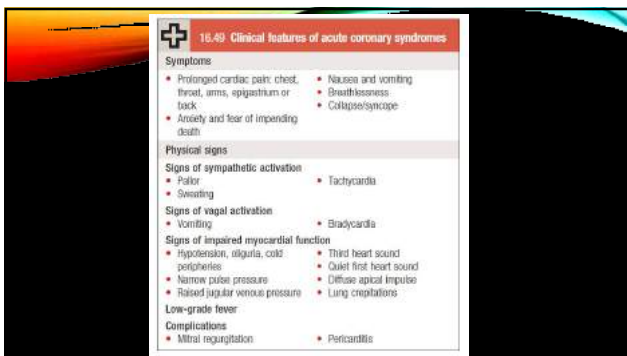 16.49 Clinical features of acute coronary syndromes
Symptoms
• Prolonged cardiac pain: chest,
throat, arms, epigastrium or
back
• Anxiety and fear of impending
death
• Nausea and vomiting
• Breathlessness
• Collapse/syncope
Physical signs
Signs of sympathetic activation
• Pallor
• Sweating
• Tachycardia
Signs of vagal activation
• Vomiting
• Bradycardia
Signs of impaired myocardial function
• Hypotension, oliguria, cold
peripheries
• Narrow pulse pressure
• Raised jugular venous pressure
• Third heart sound
• Quiet first heart sound
• Diffuse apical impulse
• Lung crepitations
Low-grade fever
Complications
• Mitral regurgitation
• Pericarditis